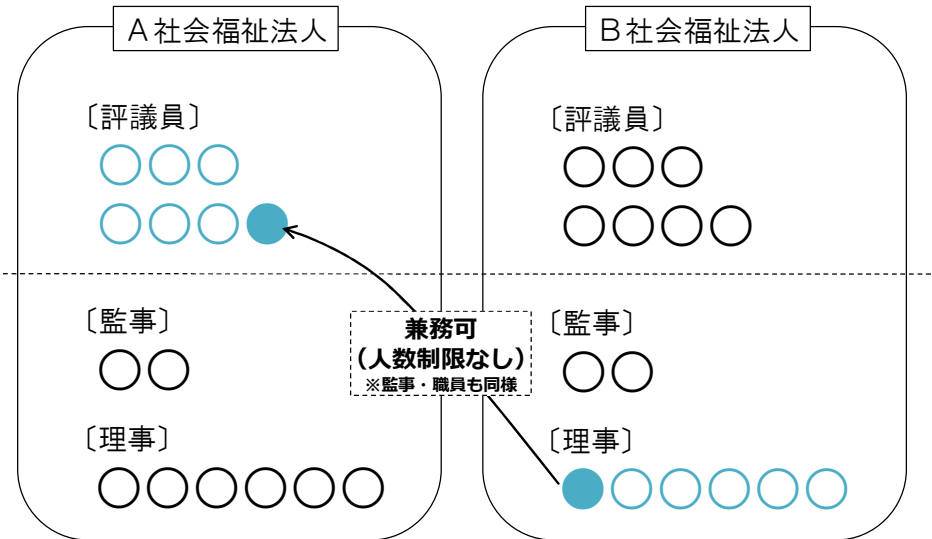 A社会福祉法人
〔評議員〕
〔監事〕
〔理事〕
B社会福祉法人
〔評議員〕
〔監事〕
〔理事〕
兼務可
(人数制限なし)
※監事・職員も同様